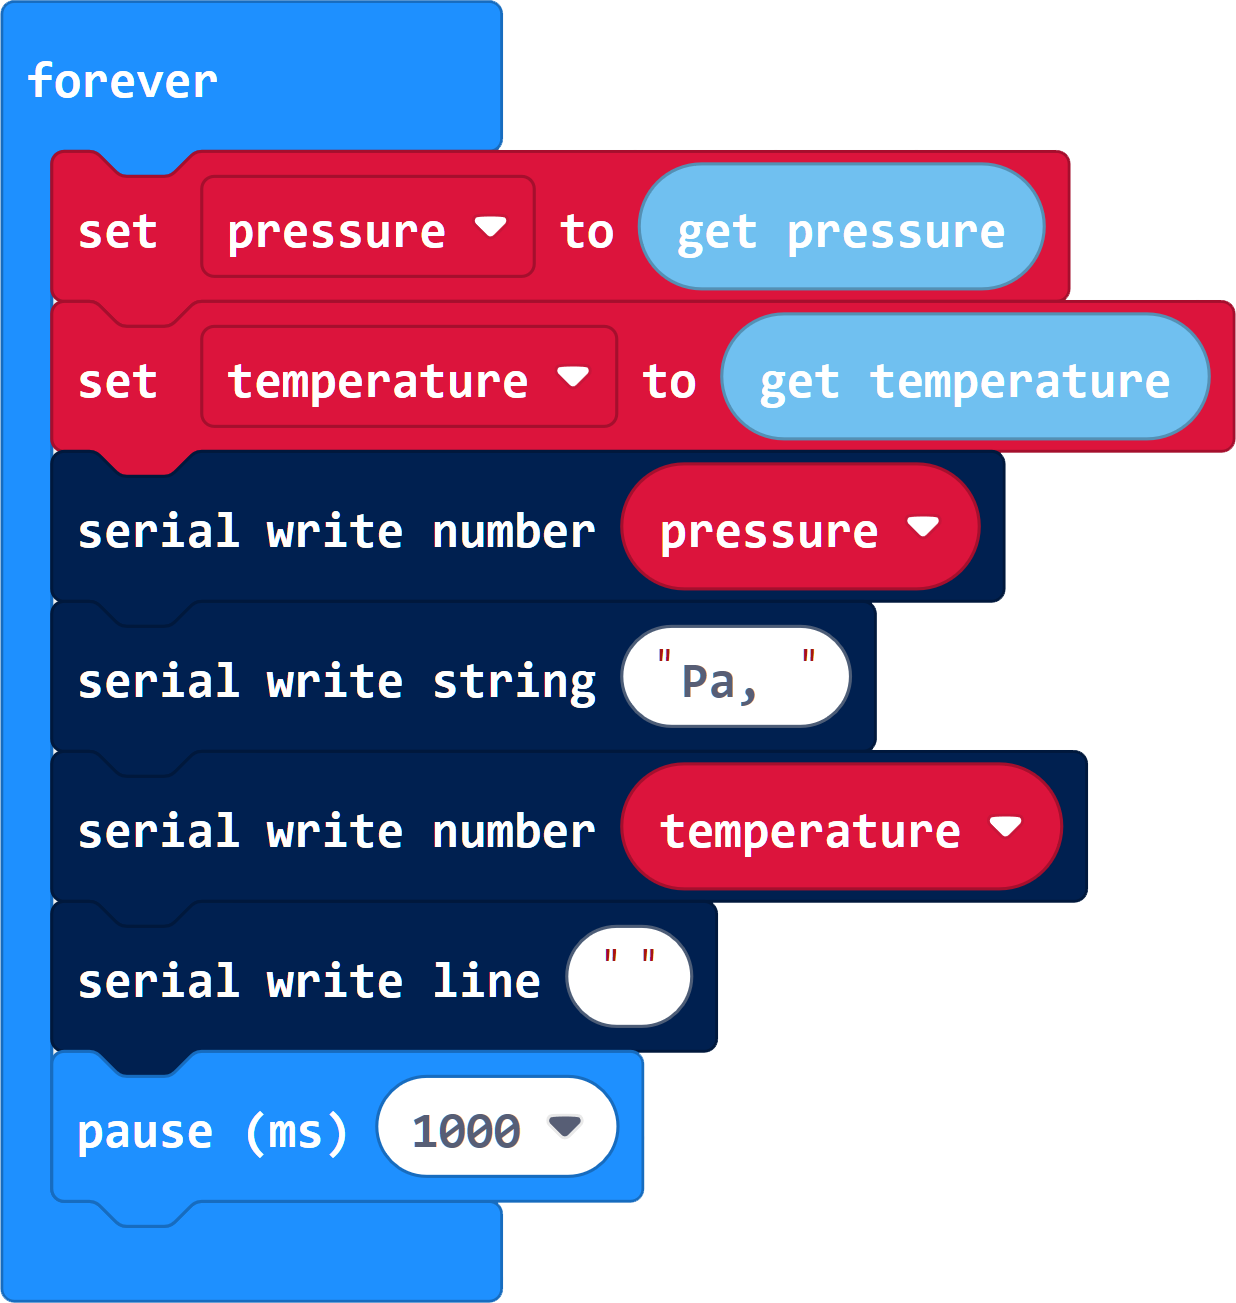 forever
set pressure to get pressure
set temperature to get temperature
serial write number pressure
serial write string "Pa, "
serial write number temperature
serial write line " "
pause (ms) 1000